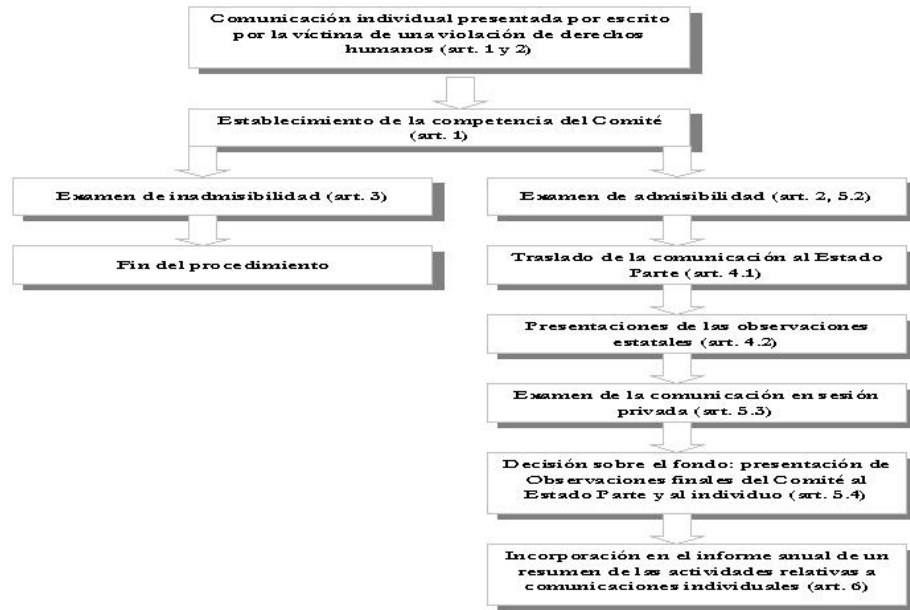 Comunicación individual presentada por escrito
por la víctima de una violación de derechos
humanos (art. 1 y 2)
Establecimiento de la competencia del Comité
(art. 1)
Examen de inadmisibilidad (art. 3)
Fin del procedimiento
Examen de admisibilidad (art. 2, 5.2)
Traslado de la comunicación al Estado
Parte (art. 4.1)
Presentaciones de las observaciones
estatales (art. 4.2)
Examen de la comunicación en sesión
privada (art. 5.3)
Decisión sobre el fondo: presentación de
Observaciones finales del Comité al
Estado Parte y al individuo (art. 5.4)
Incorporación en el informe anual de un
resumen de las actividades relativas a
comunicaciones individuales (art. 6)